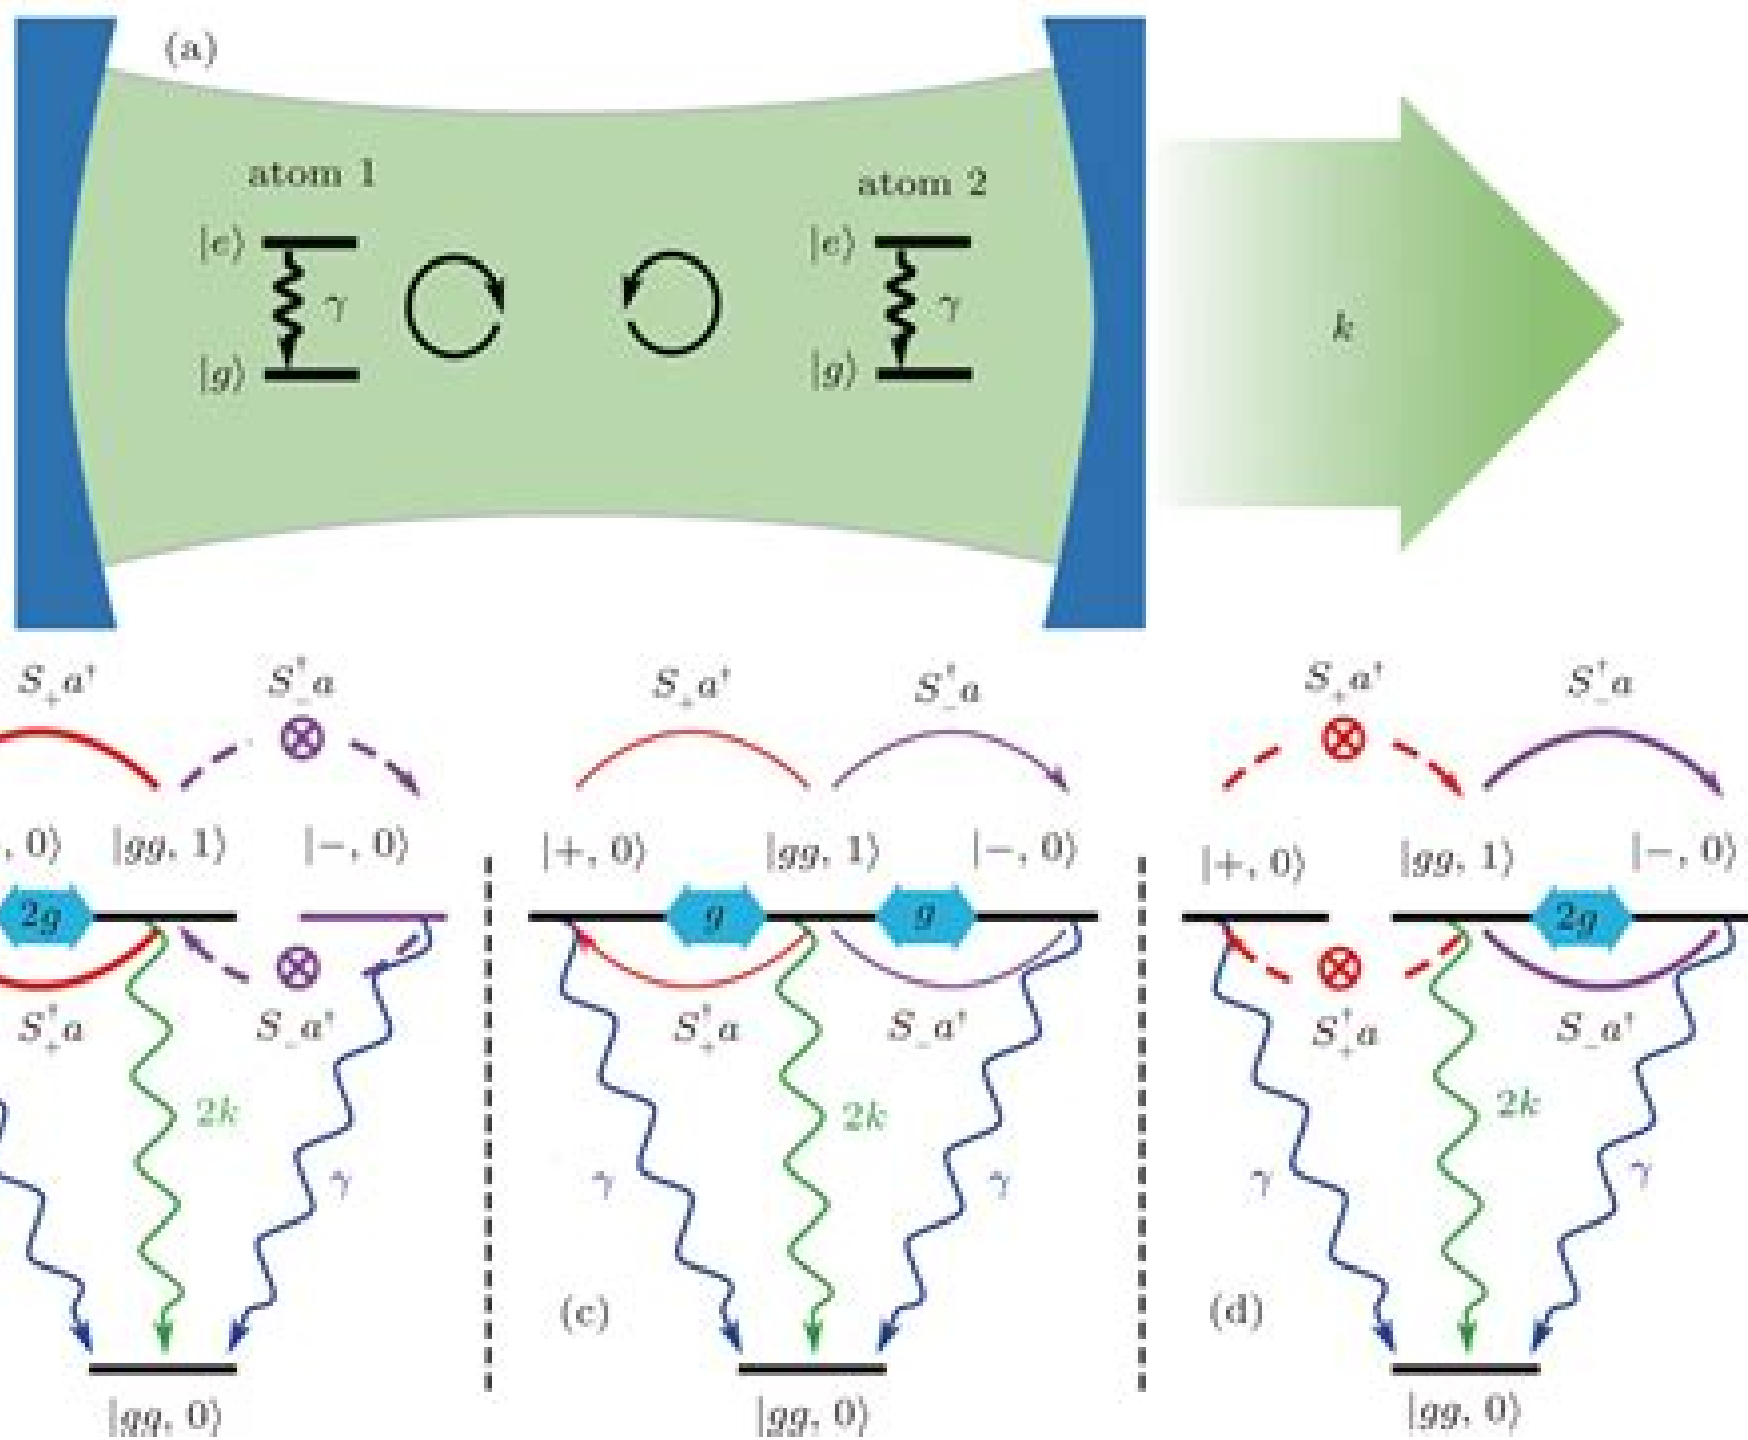 (a)
atom 1
atom 2
|e⟩
|e⟩
γ
γ
k
|g⟩
|g⟩
S₊a†
S₋†a
S₊a†
S₋†a
S₊a†
S₋†a
, 0⟩ |gg, 1⟩ |−, 0⟩
|+, 0⟩ |gg, 1⟩ |−, 0⟩
|+, 0⟩ |gg, 1⟩ |−, 0⟩
2g
g
g
2g
S₊†a
S₋a†
S₊†a
S₋a†
S₊†a
S₋a†
2k
2k
2k
γ
γ
γ
γ
γ
(c)
(d)
|gg, 0⟩
|gg, 0⟩
|gg, 0⟩